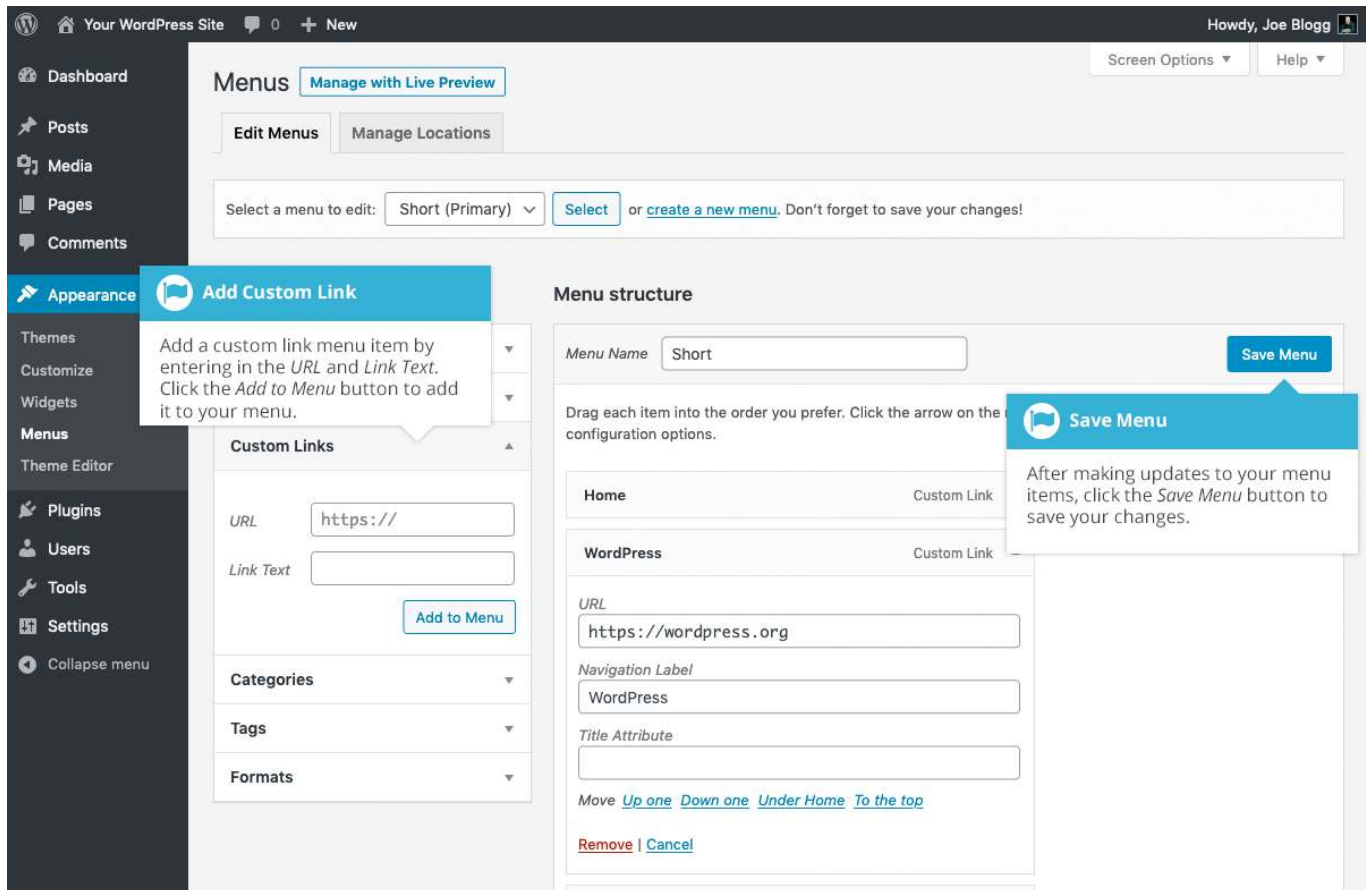 Your WordPress Site 0 + New Howdy, Joe Blogg
Screen Options ▼ Help ▼
Dashboard
Posts
Media
Pages
Comments
Appearance
Themes
Customize
Widgets
Menus
Theme Editor
Plugins
Users
Tools
Settings
Collapse menu
Menus Manage with Live Preview
Edit Menus Manage Locations
Select a menu to edit: Short (Primary) Select or create a new menu. Don't forget to save your changes!
Add Custom Link
Add a custom link menu item by
entering in the URL and Link Text.
Click the Add to Menu button to add
it to your menu.
Custom Links
URL https://
Link Text
Add to Menu
Categories
Tags
Formats
Menu structure
Menu Name Short Save Menu
Drag each item into the order you prefer. Click the arrow on the
configuration options.
Save Menu
After making updates to your menu
items, click the Save Menu button to
save your changes.
Home Custom Link
WordPress Custom Link
URL
https://wordpress.org
Navigation Label
WordPress
Title Attribute
Move Up one Down one Under Home To the top
Remove | Cancel